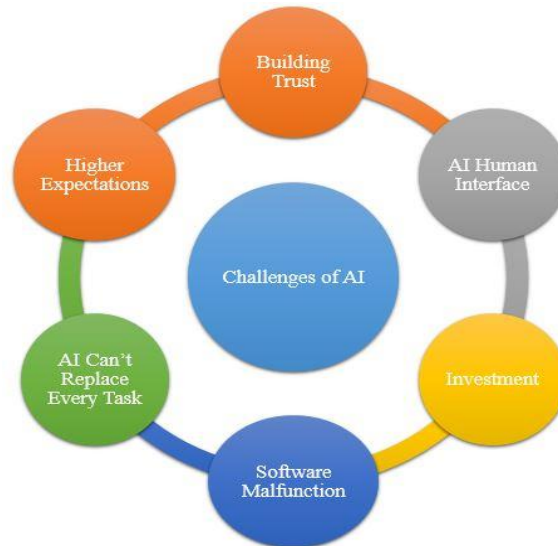 Building
Trust
AI Human
Interface
Investment
Software
Malfunction
AI Can't
Replace
Every Task
Higher
Expectations
Challenges of AI